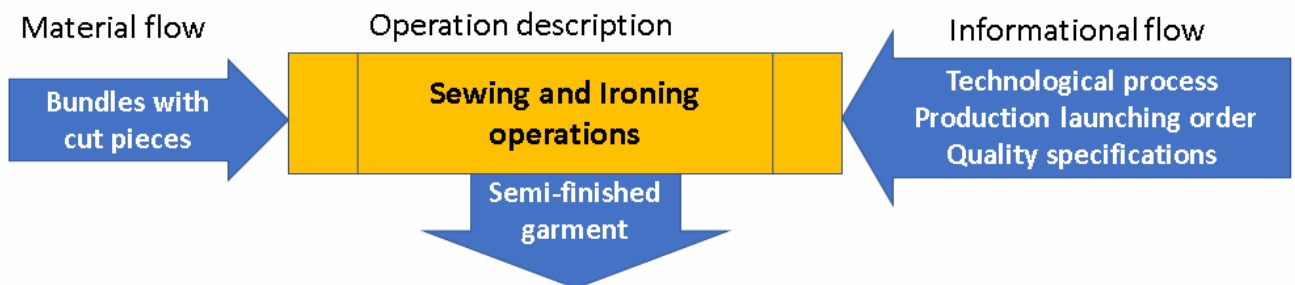 Material flow
Operation description
Informational flow
Bundles with
cut pieces
Sewing and Ironing
operations
Technological process
Production launching order
Quality specifications
Semi-finished
garment